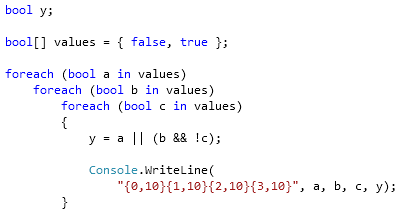 bool y;
bool[] values = { false, true };
foreach (bool a in values)
foreach (bool b in values)
foreach (bool c in values)
{
y = a || (b && !c);
Console.WriteLine(
"{0,10}{1,10}{2,10}{3,10}", a, b, c, y);
}